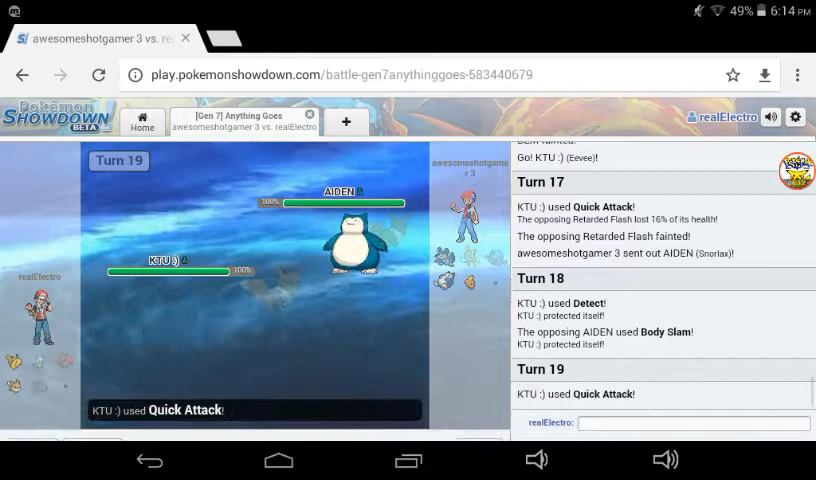 49% 6:14 PM
awesomeshotgamer 3 vs. re
play.pokemonshowdown.com/battle-gen7anythinggoes-583440679
Pokémon
SHOWDOWN
BETA
Home
[Gen 7] Anything Goes
awesomeshotgamer 3 vs. realElectro
realElectro
Turn 19
awesomeshotgame
r 3
AIDEN
100%
KTU :)
100%
realElectro
KTU :) used Quick Attack!
fainted!
Go! KTU :) (Eevee)!
Turn 17
KTU :) used Quick Attack!
The opposing Retarded Flash lost 16% of its health!
The opposing Retarded Flash fainted!
awesomeshotgamer 3 sent out AIDEN (Snorlax)!
Turn 18
KTU :) used Detect!
KTU :) protected itself!
The opposing AIDEN used Body Slam!
KTU :) protected itself!
Turn 19
KTU :) used Quick Attack!
realElectro: